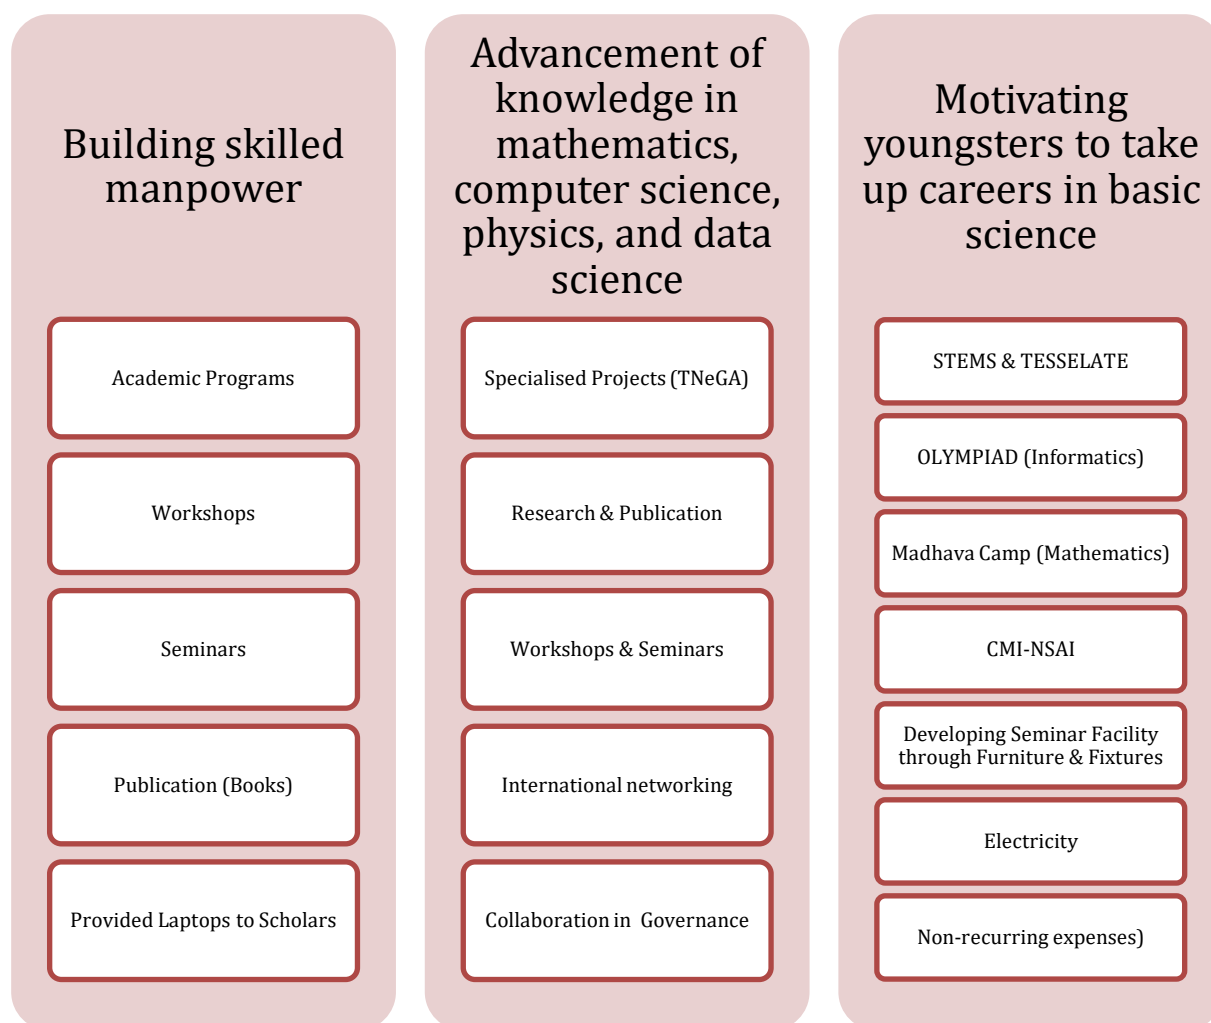 Building skilled
manpower
Academic Programs
Workshops
Seminars
Publication (Books)
Provided Laptops to Scholars
Advancement of
knowledge in
mathematics,
computer science,
physics, and data
science
Specialised Projects (TNeGA)
Research & Publication
Workshops & Seminars
International networking
Collaboration in Governance
Motivating
youngsters to take
up careers in basic
science
STEMS & TESSELATE
OLYMPIAD (Informatics)
Madhava Camp (Mathematics)
CMI-NSAI
Developing Seminar Facility
through Furniture & Fixtures
Electricity
Non-recurring expenses)